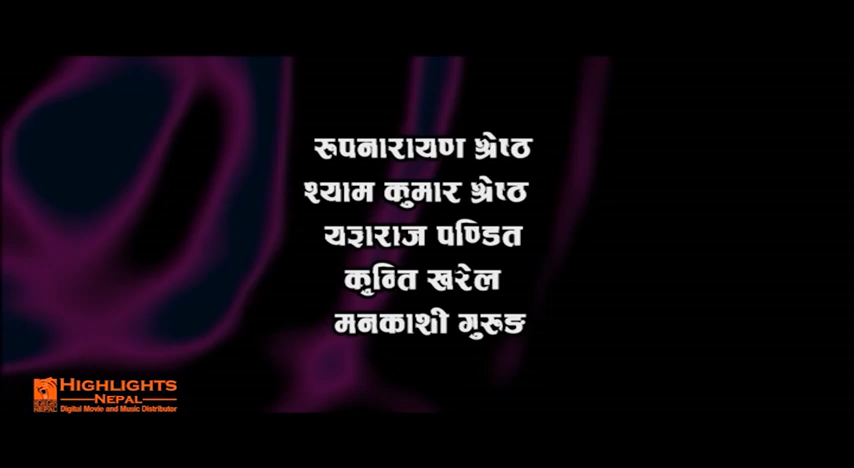 रुपनारायण श्रेष्ठ
श्याम कुमार श्रेष्ठ
यज्ञराज पण्डित
कुन्ति खरेल
मनकाशी गुरुङ
HIGHLIGHTS
NEPAL
Digital Movie and Music Distributor